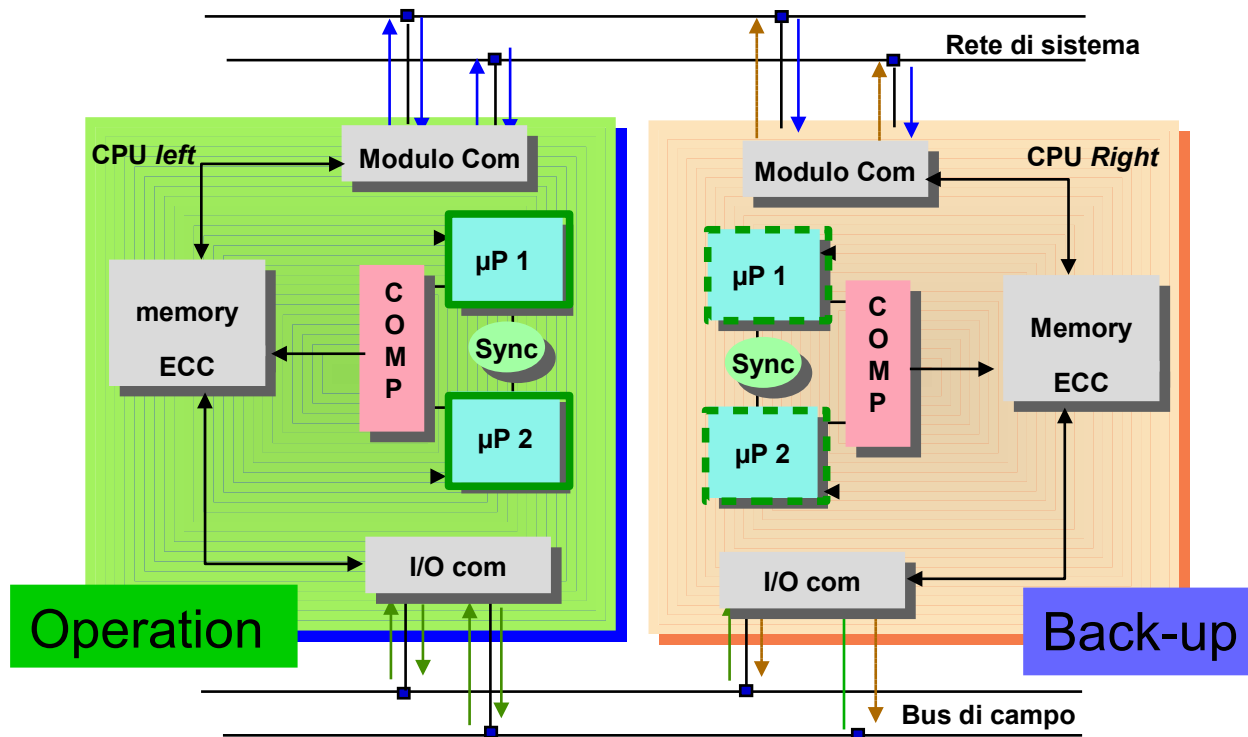 Rete di sistema
CPU left
Modulo Com
Modulo Com
CPU Right
µP 1
µP 1
memory
ECC
C
O
M
P
Sync
C
O
M
P
Sync
Memory
ECC
µP 2
µP 2
I/O com
I/O com
Operation
Back-up
Bus di campo